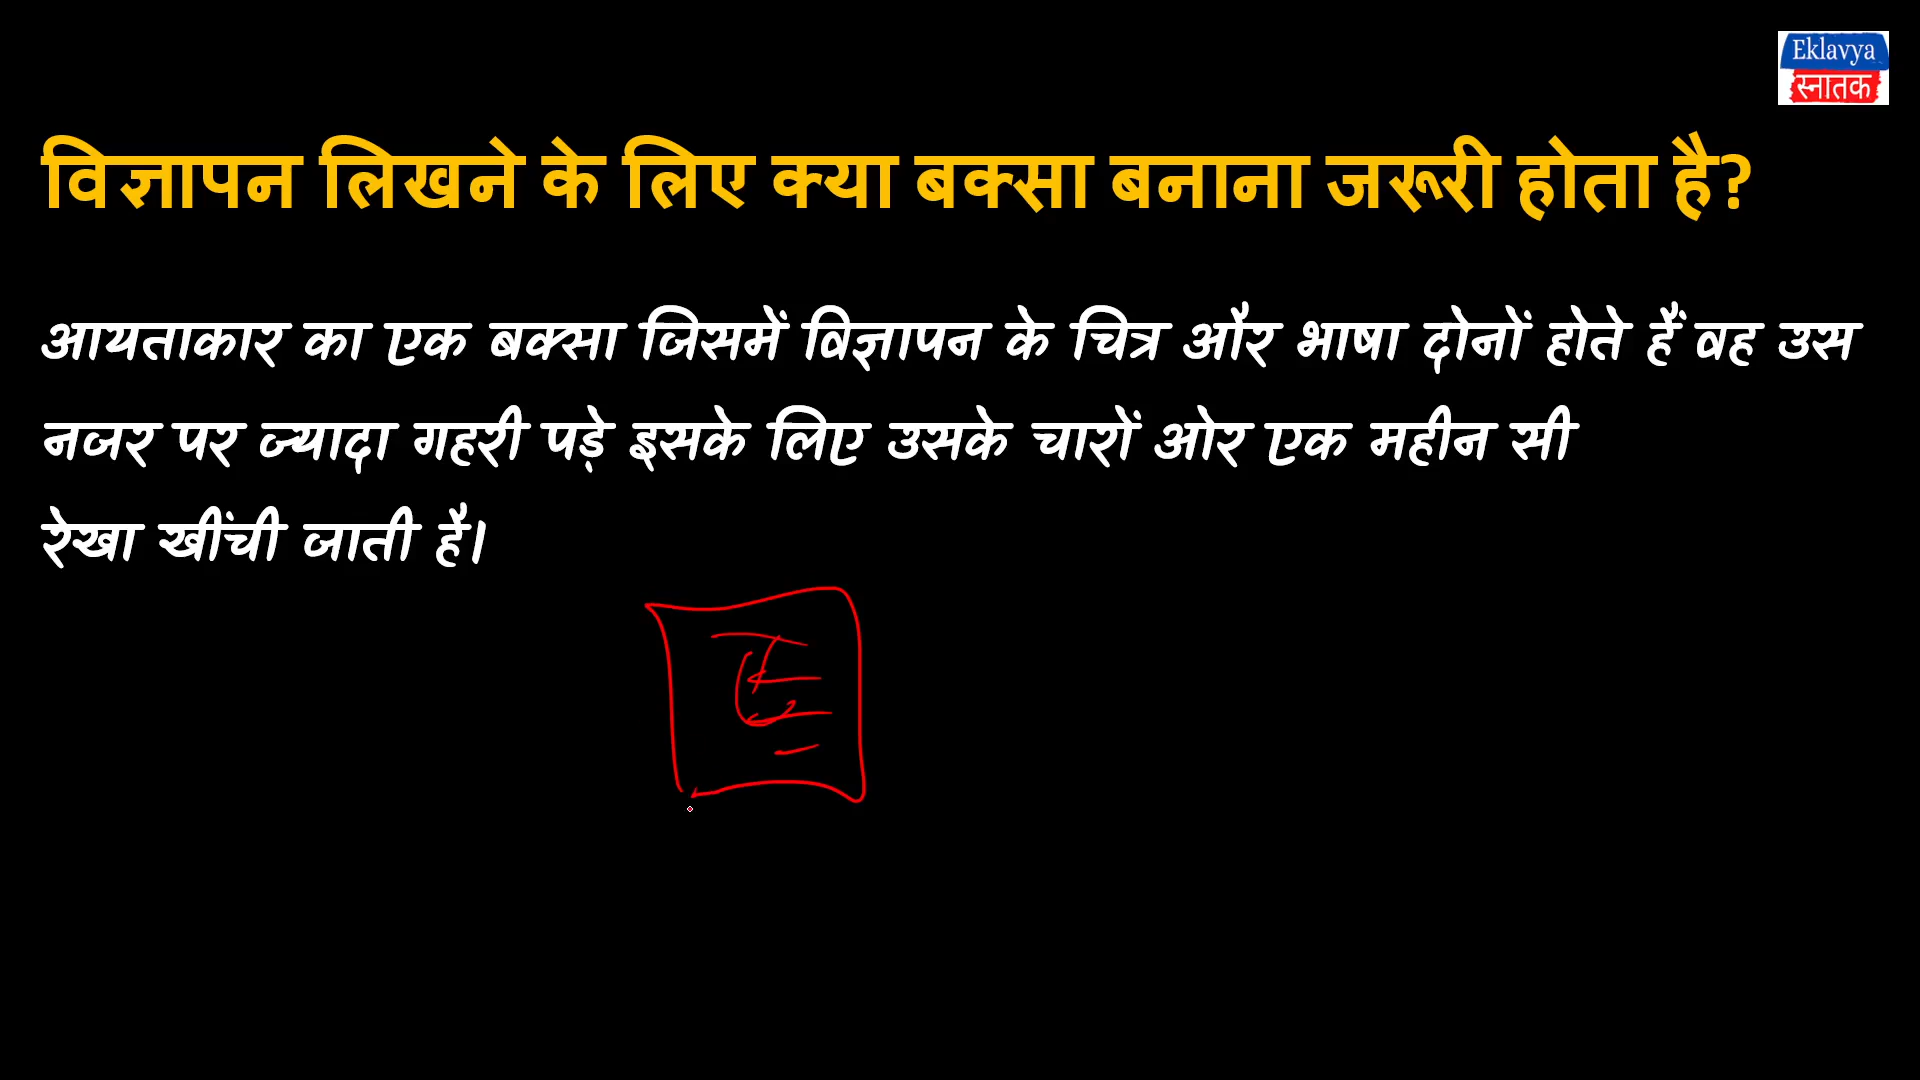 Eklavya
स्नातक
विज्ञापन लिखने के लिए क्या बक्सा बनाना जरूरी होता है?
आयताकार का एक बक्सा जिसमें विज्ञापन के चित्र और भाषा दोनों होते हैं वह उस
नजर पर ज्यादा गहरी पड़े इसके लिए उसके चारों ओर एक महीन सी
रेखा खींची जाती है।